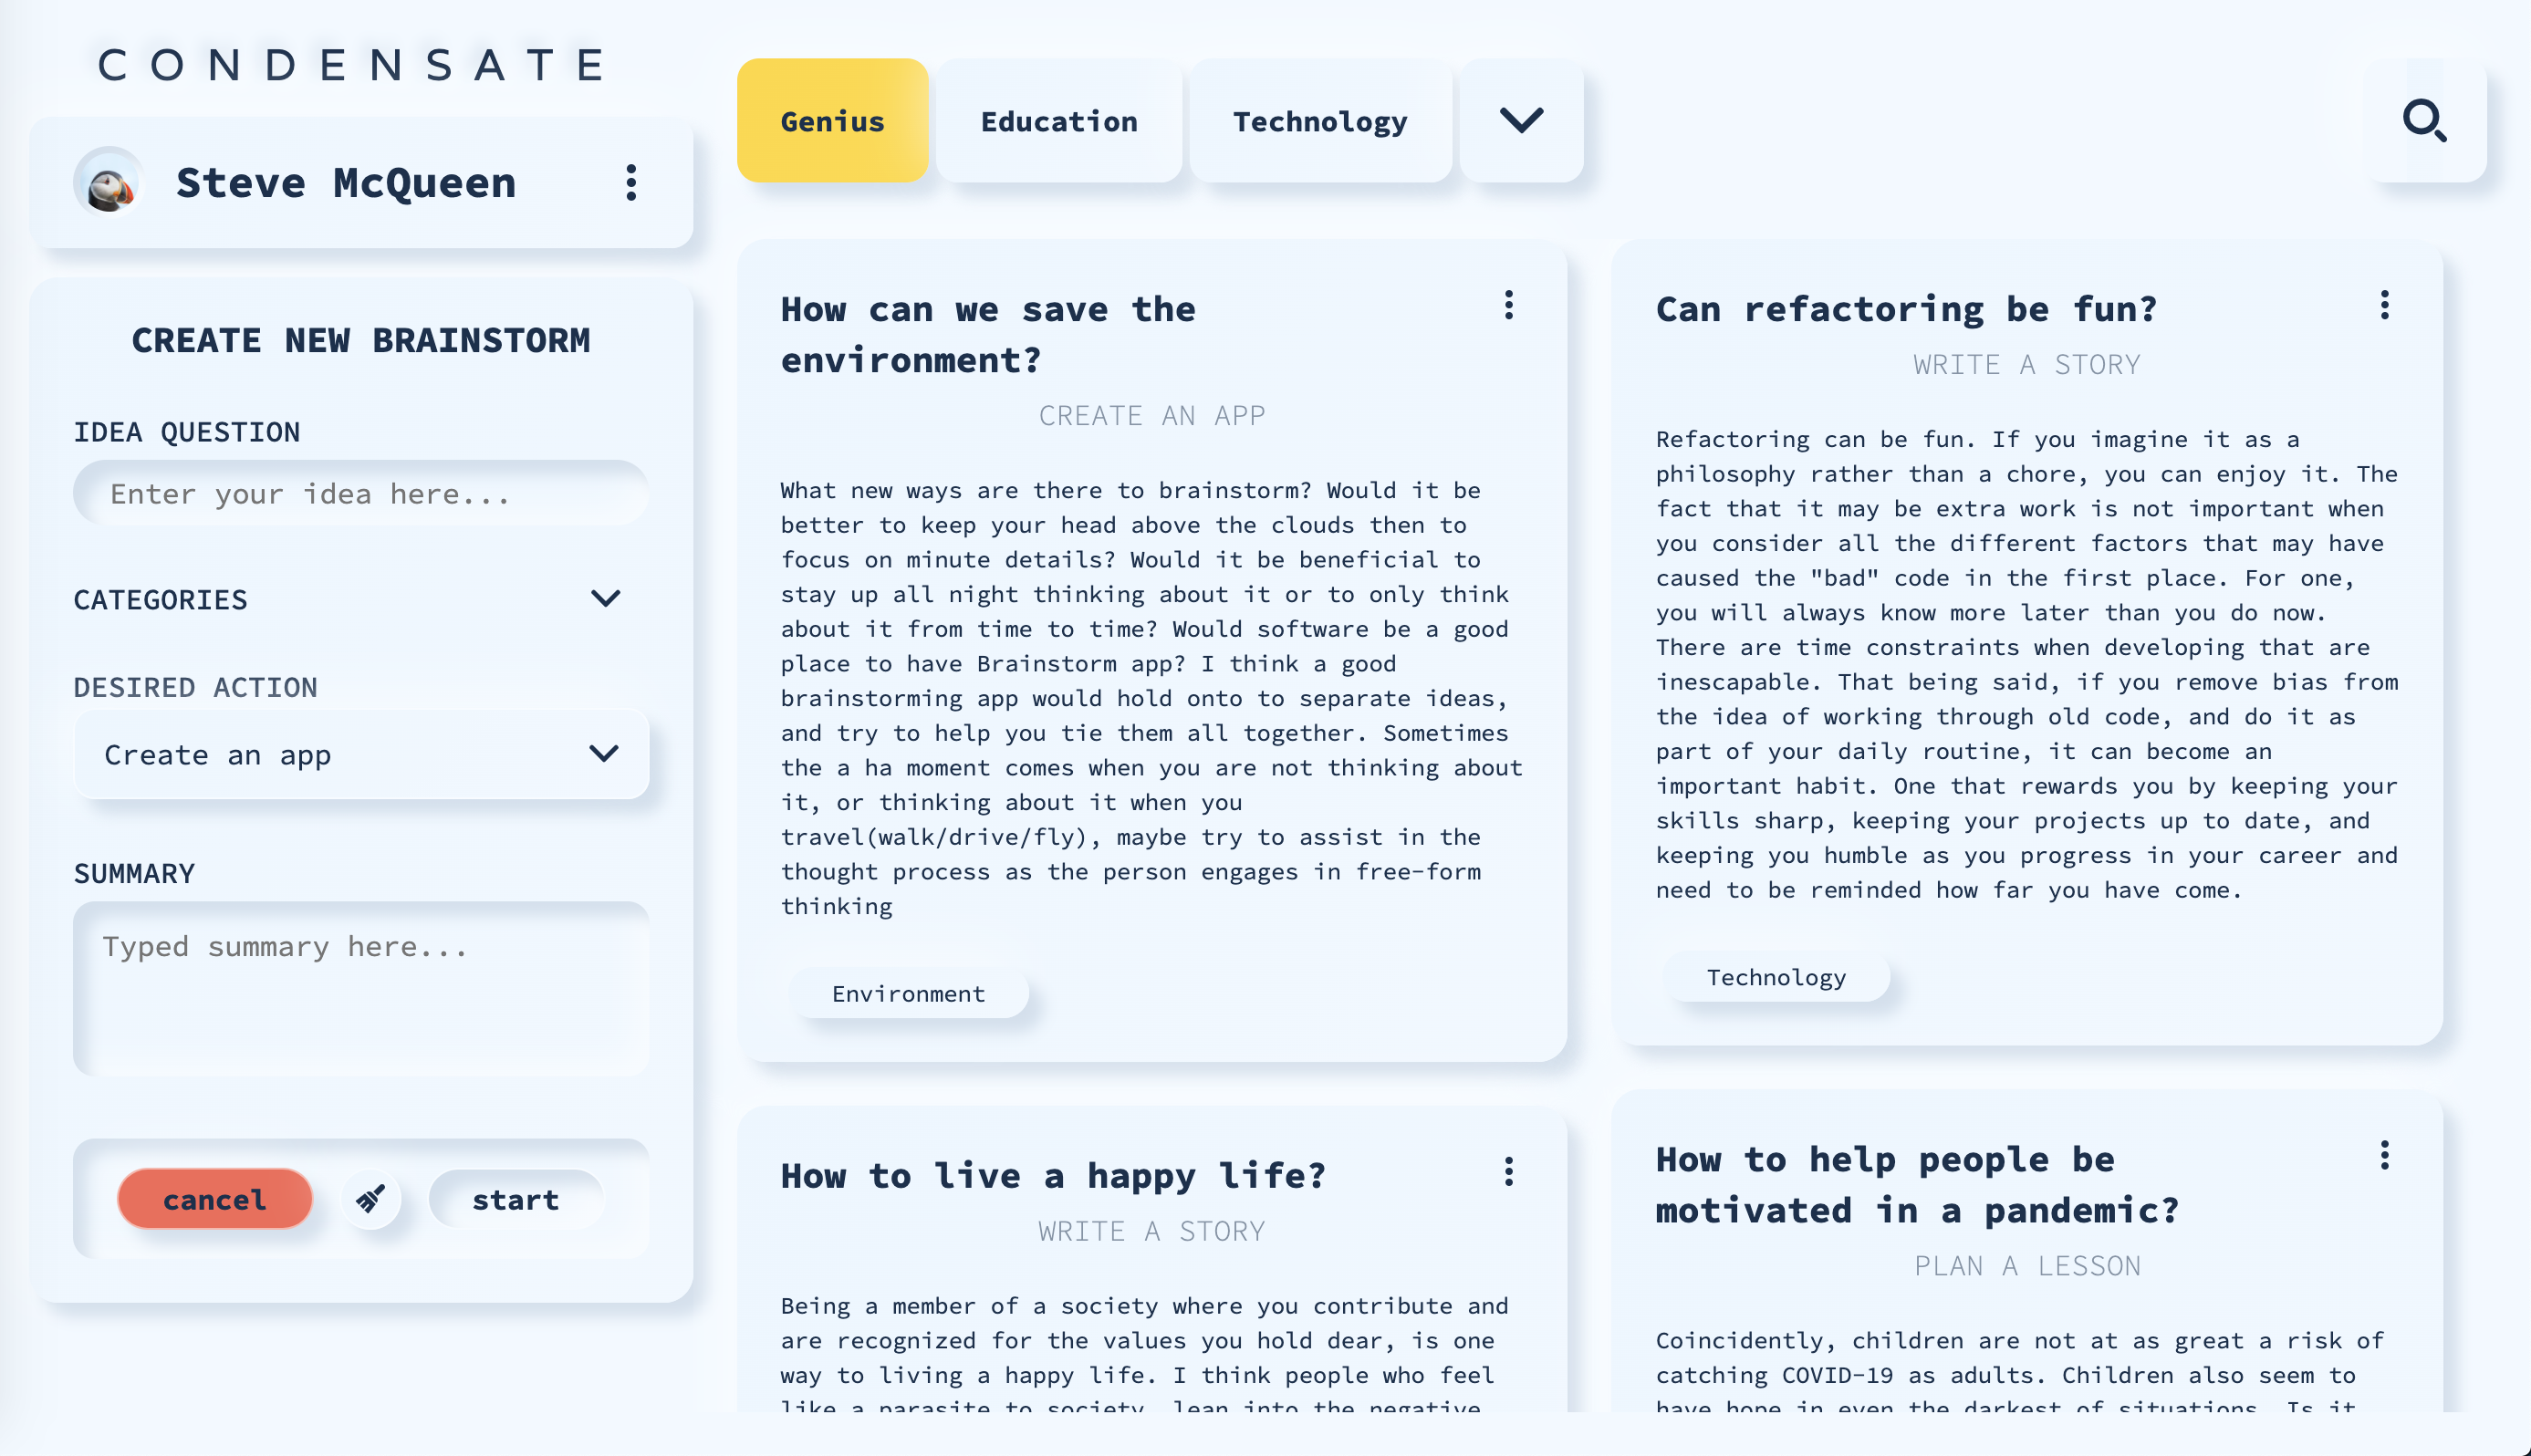 CONDENSATE
Steve McQueen
CREATE NEW BRAINSTORM
IDEA QUESTION
Enter your idea here...
CATEGORIES
DESIRED ACTION
Create an app
SUMMARY
Typed summary here...
cancel
start
Genius
Education
Technology
How can we save the
environment?
CREATE AN APP
What new ways are there to brainstorm? Would it be
better to keep your head above the clouds then to
focus on minute details? Would it be beneficial to
stay up all night thinking about it or to only think
about it from time to time? Would software be a good
place to have Brainstorm app? I think a good
brainstorming app would hold onto to separate ideas,
and try to help you tie them all together. Sometimes
the a ha moment comes when you are not thinking about
it, or thinking about it when you
travel(walk/drive/fly), maybe try to assist in the
thought process as the person engages in free-form
thinking
Environment
Can refactoring be fun?
WRITE A STORY
Refactoring can be fun. If you imagine it as a
philosophy rather than a chore, you can enjoy it. The
fact that it may be extra work is not important when
you consider all the different factors that may have
caused the "bad" code in the first place. For one,
you will always know more later than you do now.
There are time constraints when developing that are
inescapable. That being said, if you remove bias from
the idea of working through old code, and do it as
part of your daily routine, it can become an
important habit. One that rewards you by keeping your
skills sharp, keeping your projects up to date, and
keeping you humble as you progress in your career and
need to be reminded how far you have come.
Technology
How to live a happy life?
WRITE A STORY
Being a member of a society where you contribute and
are recognized for the values you hold dear, is one
way to living a happy life. I think people who feel
like a parasite to society, lean into the negative
How to help people be
motivated in a pandemic?
PLAN A LESSON
Coincidently, children are not at as great a risk of
catching COVID-19 as adults. Children also seem to
have hope in even the darkest of situations. Is it